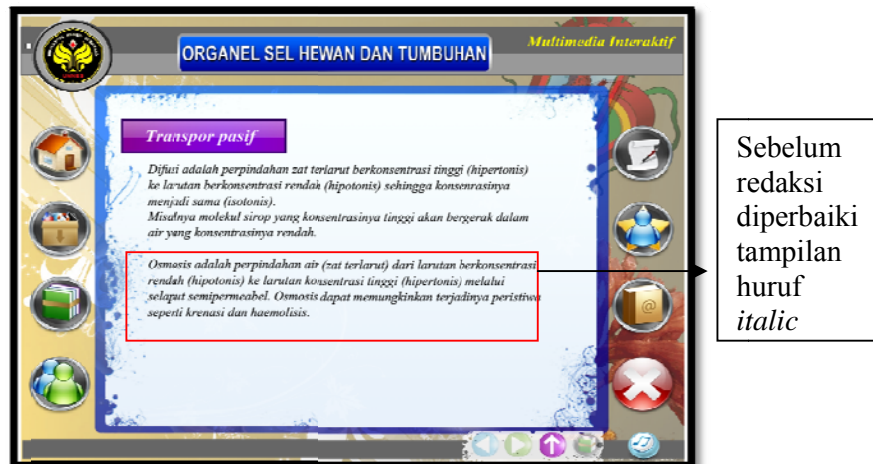 Multimedia Interaktif
ORGANEL SEL HEWAN DAN TUMBUHAN
Transpor pasif
Difusi adalah perpindahan zat terlarut berkonsentrasi tinggi (hipertonis)
ke larutan berkonsentrasi rendah (hipotonis) sehingga konsenrasinya
menjadi sama (isotonis).
Misalnya molekul sirop yang konsentrasinya tinggi akan bergerak dalam
air yang konsentrasinya rendah.
Osmosis adalah perpindahan air (zat terlarut) dari larutan berkonsentrasi
rendah (hipotonis) ke larutan konsentrasi tinggi (hipertonis) melalui
selaput semipermeabel. Osmosis dapat memungkinkan terjadinya peristiwa
seperti krenasi dan haemolisis.
Sebelum
redaksi
diperbaiki
tampilan
huruf
italic